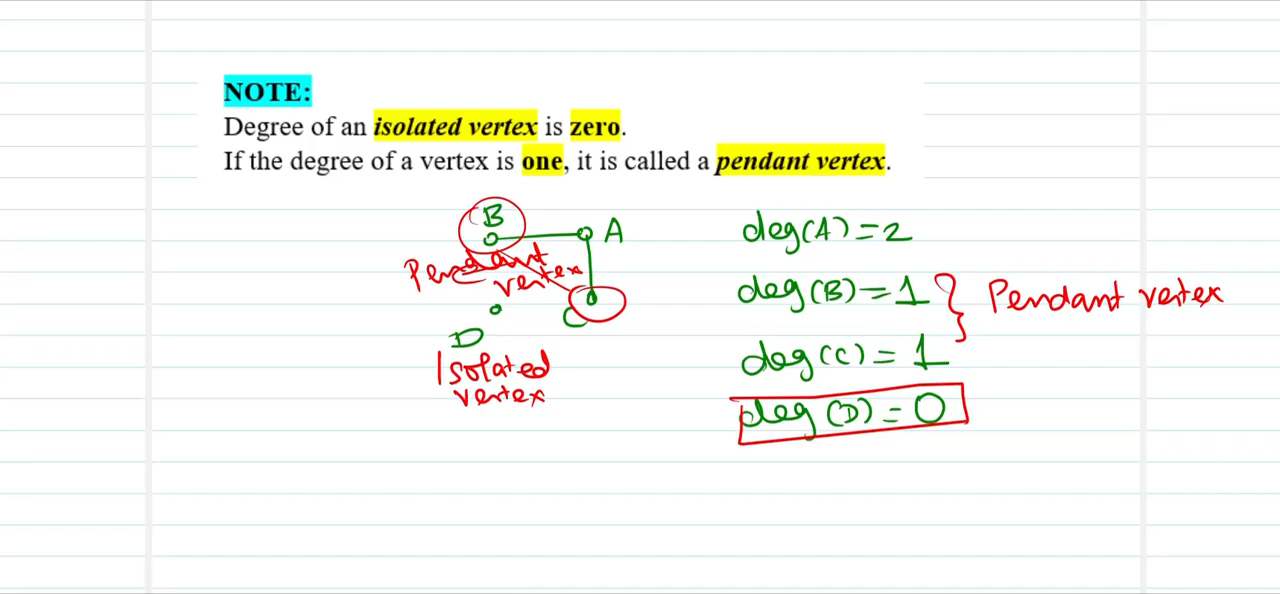 NOTE:
Degree of an isolated vertex is zero.
If the degree of a vertex is one, it is called a pendant vertex.
B
A
Pendant
vertex
C
D
Isolated
vertex
deg(A)=2
deg(B)=1
Pendant vertex
deg(C)=1
deg(D)=0